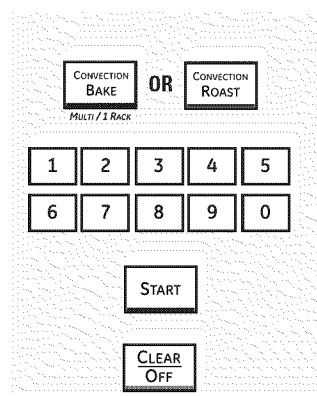 CONVECTION BAKE OR CONVECTION ROAST
MULTI / 1 RACK
1 2 3 4 5
6 7 8 9 0
START
CLEAR
OFF